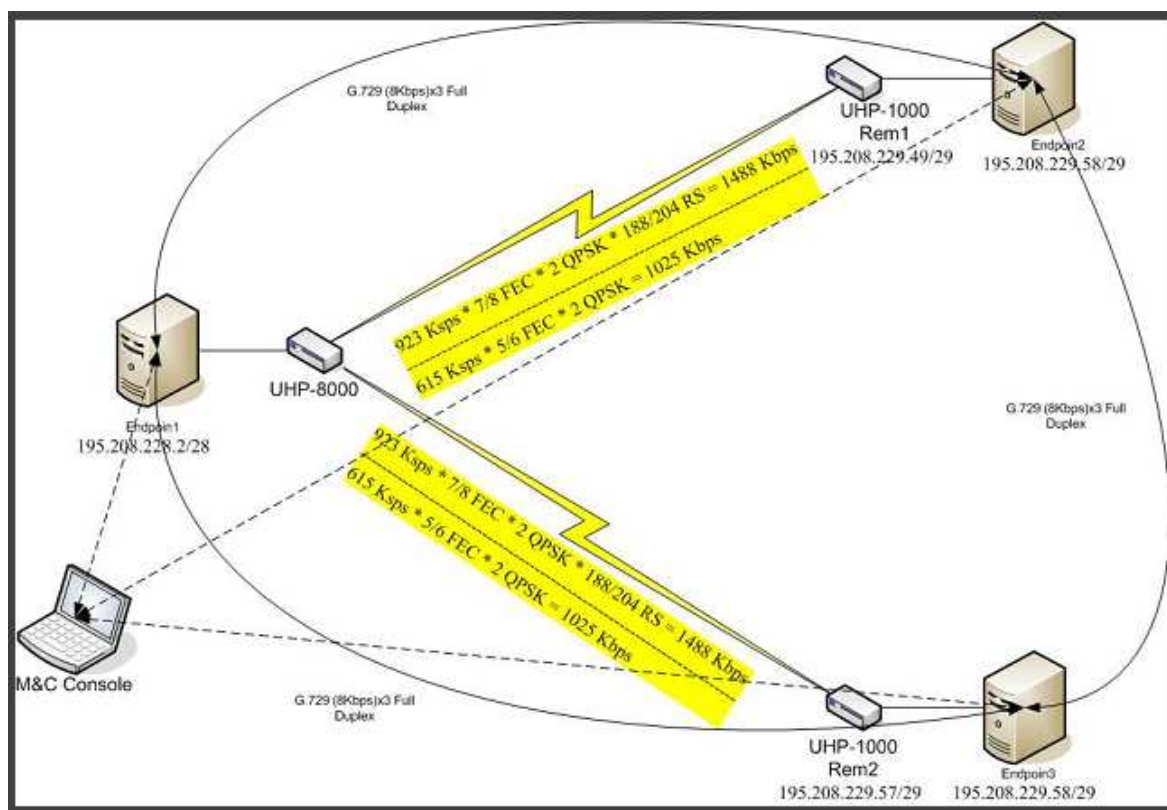 G.729 (8Kbps)x3 Full
Duplex
UHP-1000
Rem1
195.208.229.49/29
Endpoin2
195.208.229.58/29
923 Ksps * 7/8 FEC * 2 QPSK * 188/204 RS = 1488 Kbps
615 Ksps * 5/6 FEC * 2 QPSK = 1025 Kbps
UHP-8000
Endpoin1
195.208.228.2/28
G.729 (8Kbps)x3 Full
Duplex
923 Ksps * 7/8 FEC * 2 QPSK * 188/204 RS = 1488 Kbps
615 Ksps * 5/6 FEC * 2 QPSK = 1025 Kbps
M&C Console
G.729 (8Kbps)x3 Full
Duplex
UHP-1000
Rem2
195.208.229.57/29
Endpoin3
195.208.229.58/29